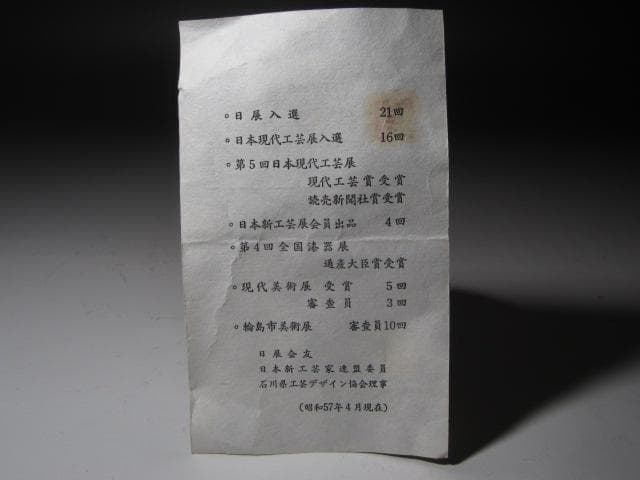 ○日展入選 21回
○日本現代工芸展入選 16回
○第5回日本現代工芸展
現代工芸賞受賞
読売新聞社賞受賞
○日本新工芸展会員出品 4回
○第4回全国漆器展
通産大臣賞受賞
○現代美術展 受賞 5回
審査員 3回
○輪島市美術展 審査員10回
日展会友
日本新工芸家連盟委員
石川県工芸デザイン協会理事
(昭和57年4月現在)